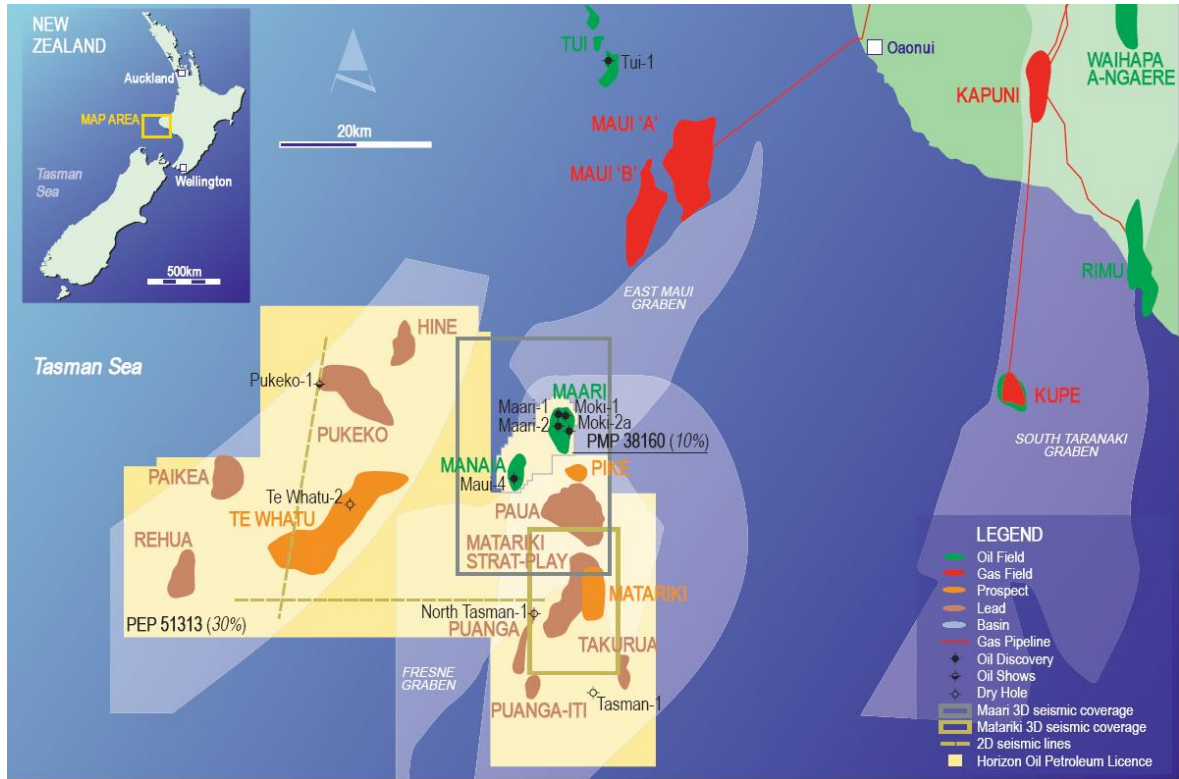 NEW
ZEALAND
Auckland
MAP AREA
Tasman
Sea
Wellington
500km
20km
TUI
Tui-1
Oaonui
WAIHAPA
A-NGAERE
KAPUNI
MAUI 'A'
MAUI 'B'
RIMU
EAST MAUI
GRABEN
HINE
Tasman Sea
Pukeko-1
PUKEKO
MAARI
Maari-1
Moki-1
Maari-2
Moki-2a
PMP 38160 (10%)
KUPE
SOUTH TARANAKI
GRABEN
MANAIA
Maui-4
PIKE
PAIKEA
Te Whatu-2
TE WHATU
PAUA
REHUA
MATARIKI
STRAT-PLAY
MATARIKI
North Tasman-1
PUANGA
PEP 51313 (30%)
TAKURUA
FRESNE
GRABEN
PUANGA-ITI
Tasman-1
LEGEND
Oil Field
Gas Field
Prospect
Lead
Basin
Gas Pipeline
Oil Discovery
Oil Shows
Dry Hole
Maari 3D seismic coverage
Matariki 3D seismic coverage
2D seismic lines
Horizon Oil Petroleum Licence